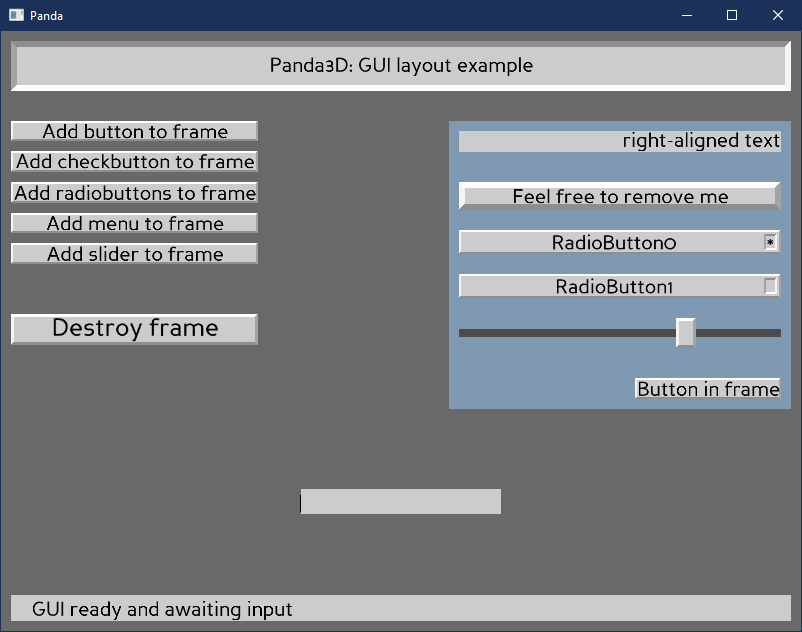 Panda
Panda3D: GUI layout example
Add button to frame
Add checkbutton to frame
Add radiobuttons to frame
Add menu to frame
Add slider to frame
Destroy frame
right-aligned text
Feel free to remove me
RadioButton0 *
RadioButton1
Button in frame
GUI ready and awaiting input